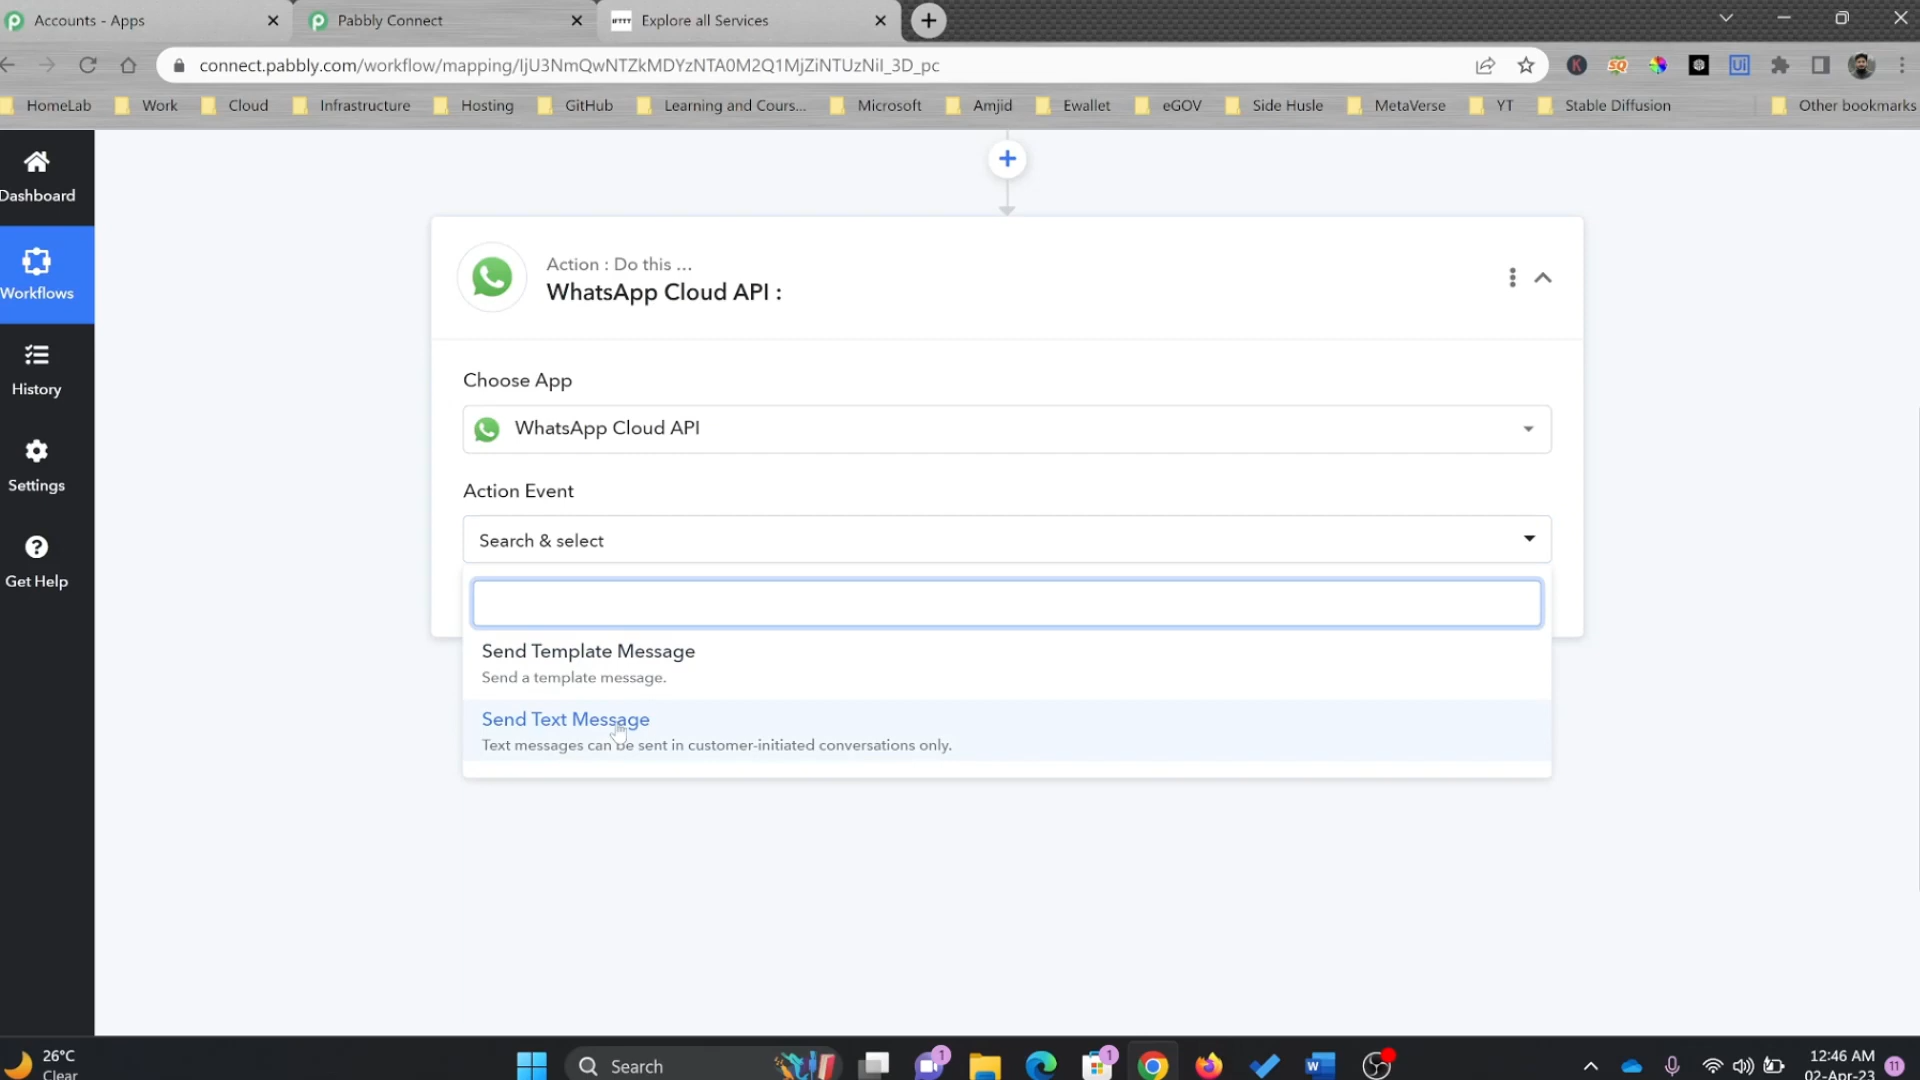 Accounts - Apps
Pabbly Connect
IFTTT
Explore all Services
connect.pabbly.com/workflow/mapping/IjU3NmQwNTZkMDYzNTA0M2Q1MjZiNTUzNiI_3D_pc
HomeLab
Work
Cloud
Infrastructure
Hosting
GitHub
Learning and Cours...
Microsoft
Amjid
Ewallet
eGOV
Side Husle
MetaVerse
YT
Stable Diffusion
Other bookmarks
Dashboard
Workflows
History
Settings
Get Help
Action : Do this ...
WhatsApp Cloud API :
Choose App
WhatsApp Cloud API
Action Event
Search & select
Send Template Message
Send a template message.
Send Text Message
Text messages can be sent in customer-initiated conversations only.
26°C
Clear
Search
1
1
12:46 AM
02-Apr-23
11